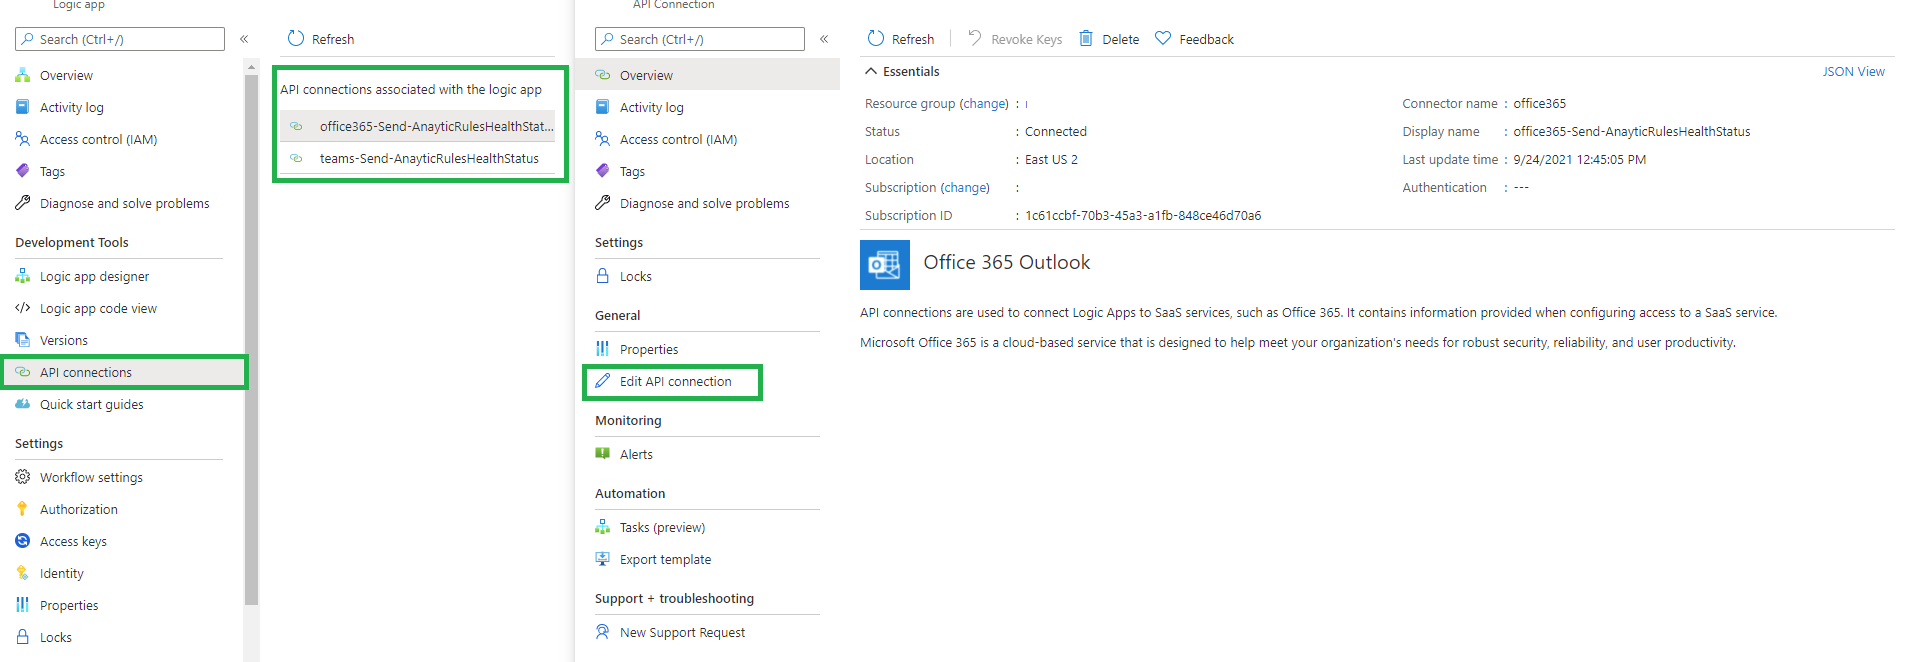 Logic app
Search (Ctrl+/)
«
Overview
Activity log
Access control (IAM)
Tags
Diagnose and solve problems
Development Tools
Logic app designer
Logic app code view
Versions
API connections
Quick start guides
Settings
Workflow settings
Authorization
Access keys
Identity
Properties
Locks
Refresh
API connections associated with the logic app
office365-Send-AnayticRulesHealthStat...
teams-Send-AnayticRulesHealthStatus
API Connection
Search (Ctrl+/)
«
Overview
Activity log
Access control (IAM)
Tags
Diagnose and solve problems
Settings
Locks
General
Properties
Edit API connection
Monitoring
Alerts
Automation
Tasks (preview)
Export template
Support + troubleshooting
New Support Request
Refresh Revoke Keys Delete Feedback
Essentials JSON View
Resource group (change) :
Status : Connected
Location : East US 2
Subscription (change) :
Subscription ID : 1c61ccbf-70b3-45a3-a1fb-848ce46d70a6
Connector name : office365
Display name : office365-Send-AnayticRulesHealthStatus
Last update time : 9/24/2021 12:45:05 PM
Authentication : ---
Office 365 Outlook
API connections are used to connect Logic Apps to SaaS services, such as Office 365. It contains information provided when configuring access to a SaaS service.
Microsoft Office 365 is a cloud-based service that is designed to help meet your organization's needs for robust security, reliability, and user productivity.